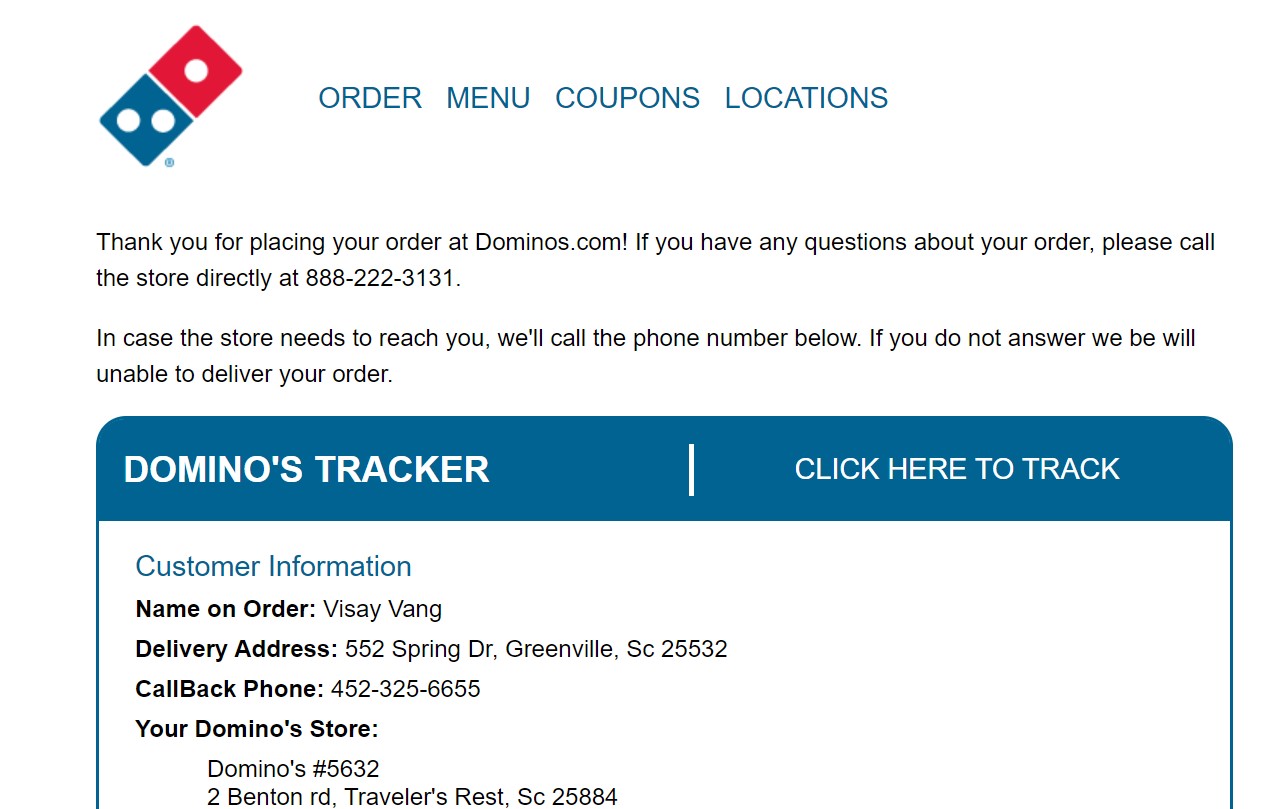 ORDER MENU COUPONS LOCATIONS
Thank you for placing your order at Dominos.com! If you have any questions about your order, please call
the store directly at 888-222-3131.
In case the store needs to reach you, we'll call the phone number below. If you do not answer we be will
unable to deliver your order.
DOMINO'S TRACKER CLICK HERE TO TRACK
Customer Information
Name on Order: Visay Vang
Delivery Address: 552 Spring Dr, Greenville, Sc 25532
CallBack Phone: 452-325-6655
Your Domino's Store:
Domino's #5632
2 Benton rd, Traveler's Rest, Sc 25884